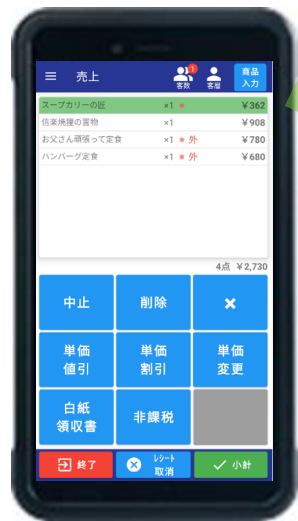 売上
1
客数
客層
商品
入力
スープカリーの匠 ×1 ※ ¥362
信楽焼狸の置物 ×1 ¥908
お父さん頑張って定食 ×1 ※ 外 ¥780
ハンバーグ定食 ×1 ※ 外 ¥680
4点 ¥2,730
中止 削除 ×
単価 単価 単価
値引 割引 変更
白紙 非課税
領収書
終了 レシート 小計
取消